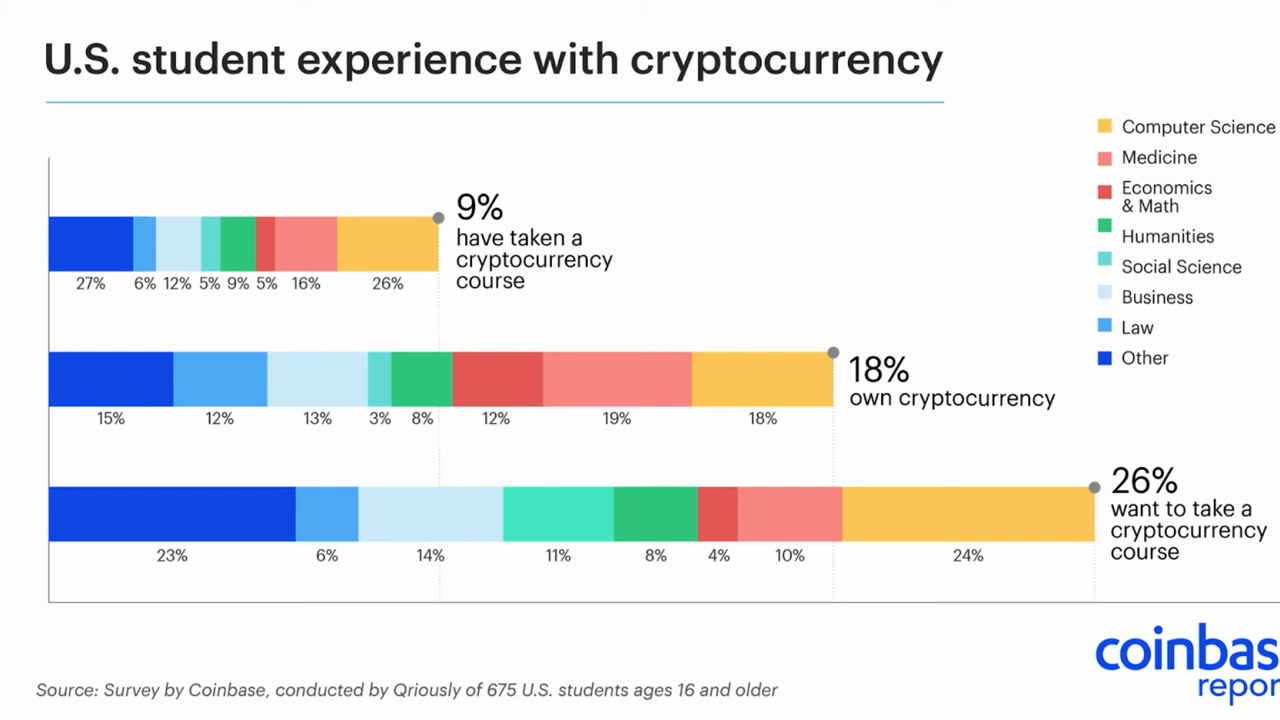 U.S. student experience with cryptocurrency
Computer Science
Medicine
Economics
& Math
Humanities
Social Science
Business
Law
Other
9%
have taken a
cryptocurrency
course
27% 6% 12% 5% 9% 5% 16% 26%
18%
own cryptocurrency
15% 12% 13% 3% 8% 12% 19% 18%
26%
want to take a
cryptocurrency
course
23% 6% 14% 11% 8% 4% 10% 24%
coinbas
repor
Source: Survey by Coinbase, conducted by Qriously of 675 U.S. students ages 16 and older